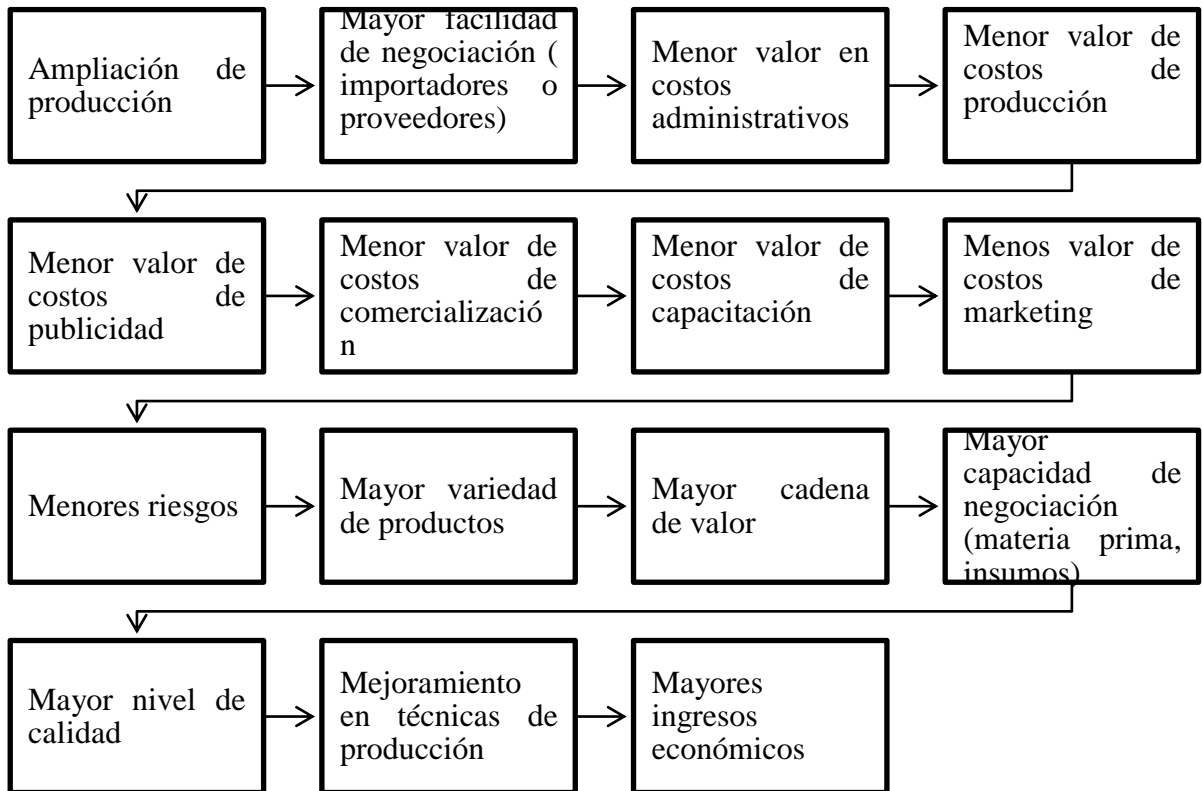 Ampliación de
producción
Mayor facilidad
de negociación (
importadores o
proveedores)
Menor valor en
costos
administrativos
Menor valor de
costos de
producción
Menor valor de
costos de
publicidad
Menor valor de
costos de
comercializació
n
Menor valor de
costos de
capacitación
Menos valor de
costos de
marketing
Menores riesgos
Mayor variedad
de productos
Mayor cadena
de valor
Mayor
capacidad de
negociación
(materia prima,
insumos)
Mayor nivel de
calidad
Mejoramiento
en técnicas de
producción
Mayores
ingresos
económicos